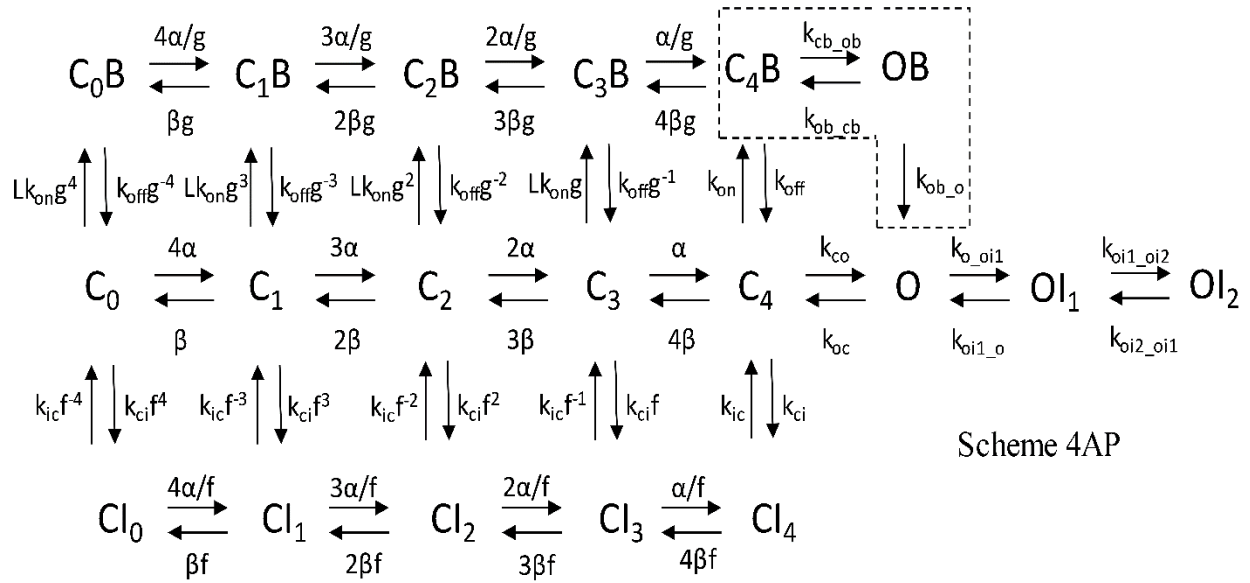 4α/g 3α/g 2α/g α/g k_cb_ob
C₀B C₁B C₂B C₃B C₄B OB
βg 2βg 3βg 4βg k_ob_cb
Lk_on g⁴ k_off g⁻⁴ Lk_on g³ k_off g⁻³ Lk_on g² k_off g⁻² Lk_on g k_off g⁻¹ k_on k_off k_ob_o
4α 3α 2α α k_co k_o_oi1 k_oi1_oi2
C₀ C₁ C₂ C₃ C₄ O OI₁ OI₂
β 2β 3β 4β k_oc k_oi1_o k_oi2_oi1
k_ic f⁻⁴ k_ci f⁴ k_ic f⁻³ k_ci f³ k_ic f⁻² k_ci f² k_ic f⁻¹ k_ci f k_ic k_ci
Scheme 4AP
4α/f 3α/f 2α/f α/f
CI₀ CI₁ CI₂ CI₃ CI₄
βf 2βf 3βf 4βf